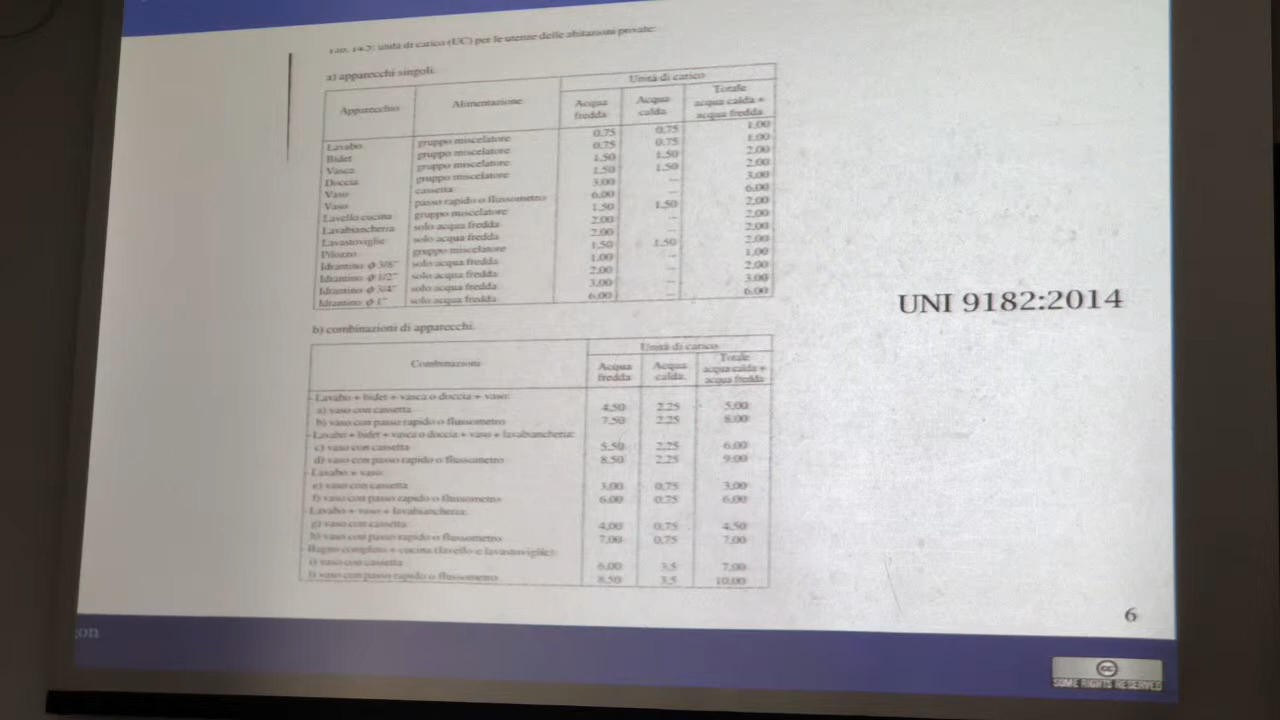 Tab. 14.5: unità di carico (UC) per le utenze delle abitazioni private:
a) apparecchi singoli.
Apparecchio Alimentazione Unità di carico
Acqua fredda Acqua calda Totale acqua calda + acqua fredda
Lavabo gruppo miscelatore 0,75 0,75 1,00
Bidet gruppo miscelatore 0,75 0,75 1,00
Vasca gruppo miscelatore 1,50 1,50 2,00
Doccia gruppo miscelatore 1,50 1,50 2,00
Vaso cassetta 3,00 — 3,00
Vaso passo rapido o flussometro 6,00 — 6,00
Lavello cucina gruppo miscelatore 1,50 1,50 2,00
Lavabiancheria solo acqua fredda 2,00 — 2,00
Lavastoviglie solo acqua fredda 2,00 — 2,00
Pilozzo gruppo miscelatore 1,50 1,50 2,00
Idrantino ϕ 3/8" solo acqua fredda 1,00 — 1,00
Idrantino ϕ 1/2" solo acqua fredda 2,00 — 2,00
Idrantino ϕ 3/4" solo acqua fredda 3,00 — 3,00
Idrantino ϕ 1" solo acqua fredda 6,00 — 6,00
UNI 9182:2014
b) combinazioni di apparecchi.
Combinazioni Unità di carico
Acqua fredda Acqua calda Totale acqua calda + acqua fredda
- Lavabo + bidet + vasca o doccia + vaso:
a) vaso con cassetta 4,50 2,25 5,00
b) vaso con passo rapido o flussometro 7,50 2,25 8,00
- Lavabo + bidet + vasca o doccia + vaso + lavabiancheria:
c) vaso con cassetta 5,50 2,25 6,00
d) vaso con passo rapido o flussometro 8,50 2,25 9,00
- Lavabo + vaso:
e) vaso con cassetta 3,00 0,75 3,00
f) vaso con passo rapido o flussometro 6,00 0,75 6,00
- Lavabo + vaso + lavabiancheria:
g) vaso con cassetta 4,00 0,75 4,50
h) vaso con passo rapido o flussometro 7,00 0,75 7,00
- Bagno completo + cucina (lavello e lavastoviglie):
i) vaso con cassetta 6,00 3,5 7,00
l) vaso con passo rapido o flussometro 8,50 3,5 10,00
6
on
cc
SOME RIGHTS RESERVED